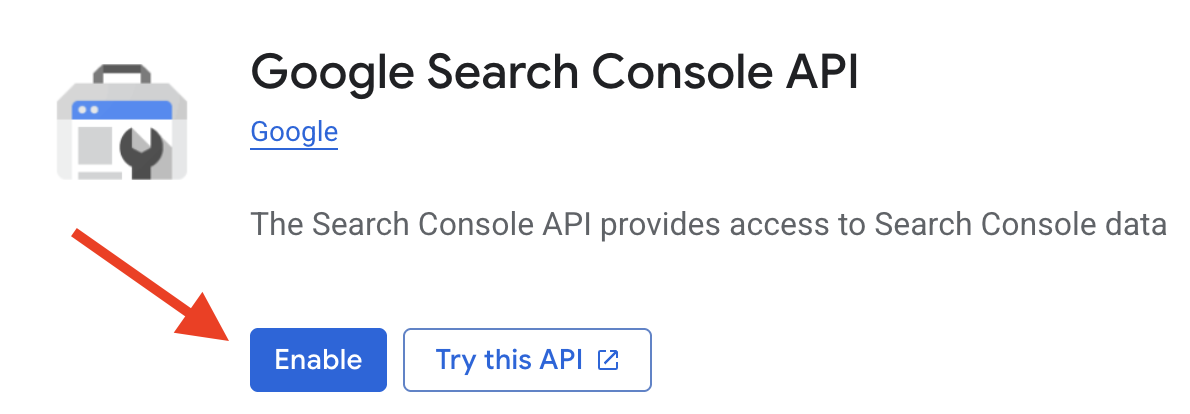 Google Search Console API
Google
The Search Console API provides access to Search Console data
Enable
Try this API